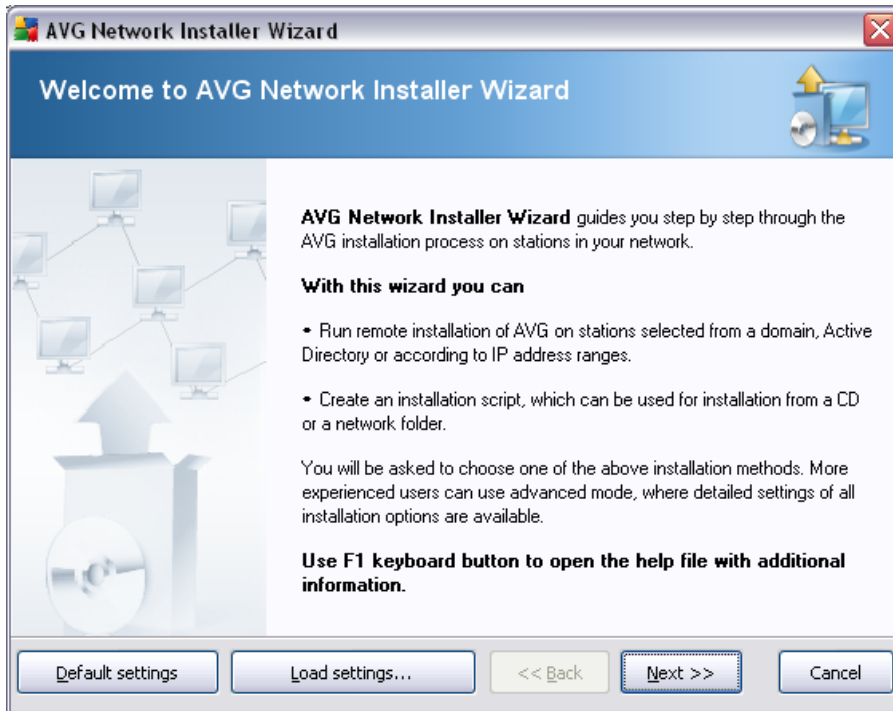 AVG Network Installer Wizard
Welcome to AVG Network Installer Wizard
AVG Network Installer Wizard guides you step by step through the
AVG installation process on stations in your network.
With this wizard you can
• Run remote installation of AVG on stations selected from a domain, Active
Directory or according to IP address ranges.
• Create an installation script, which can be used for installation from a CD
or a network folder.
You will be asked to choose one of the above installation methods. More
experienced users can use advanced mode, where detailed settings of all
installation options are available.
Use F1 keyboard button to open the help file with additional
information.
Default settings
Load settings...
<< Back
Next >>
Cancel